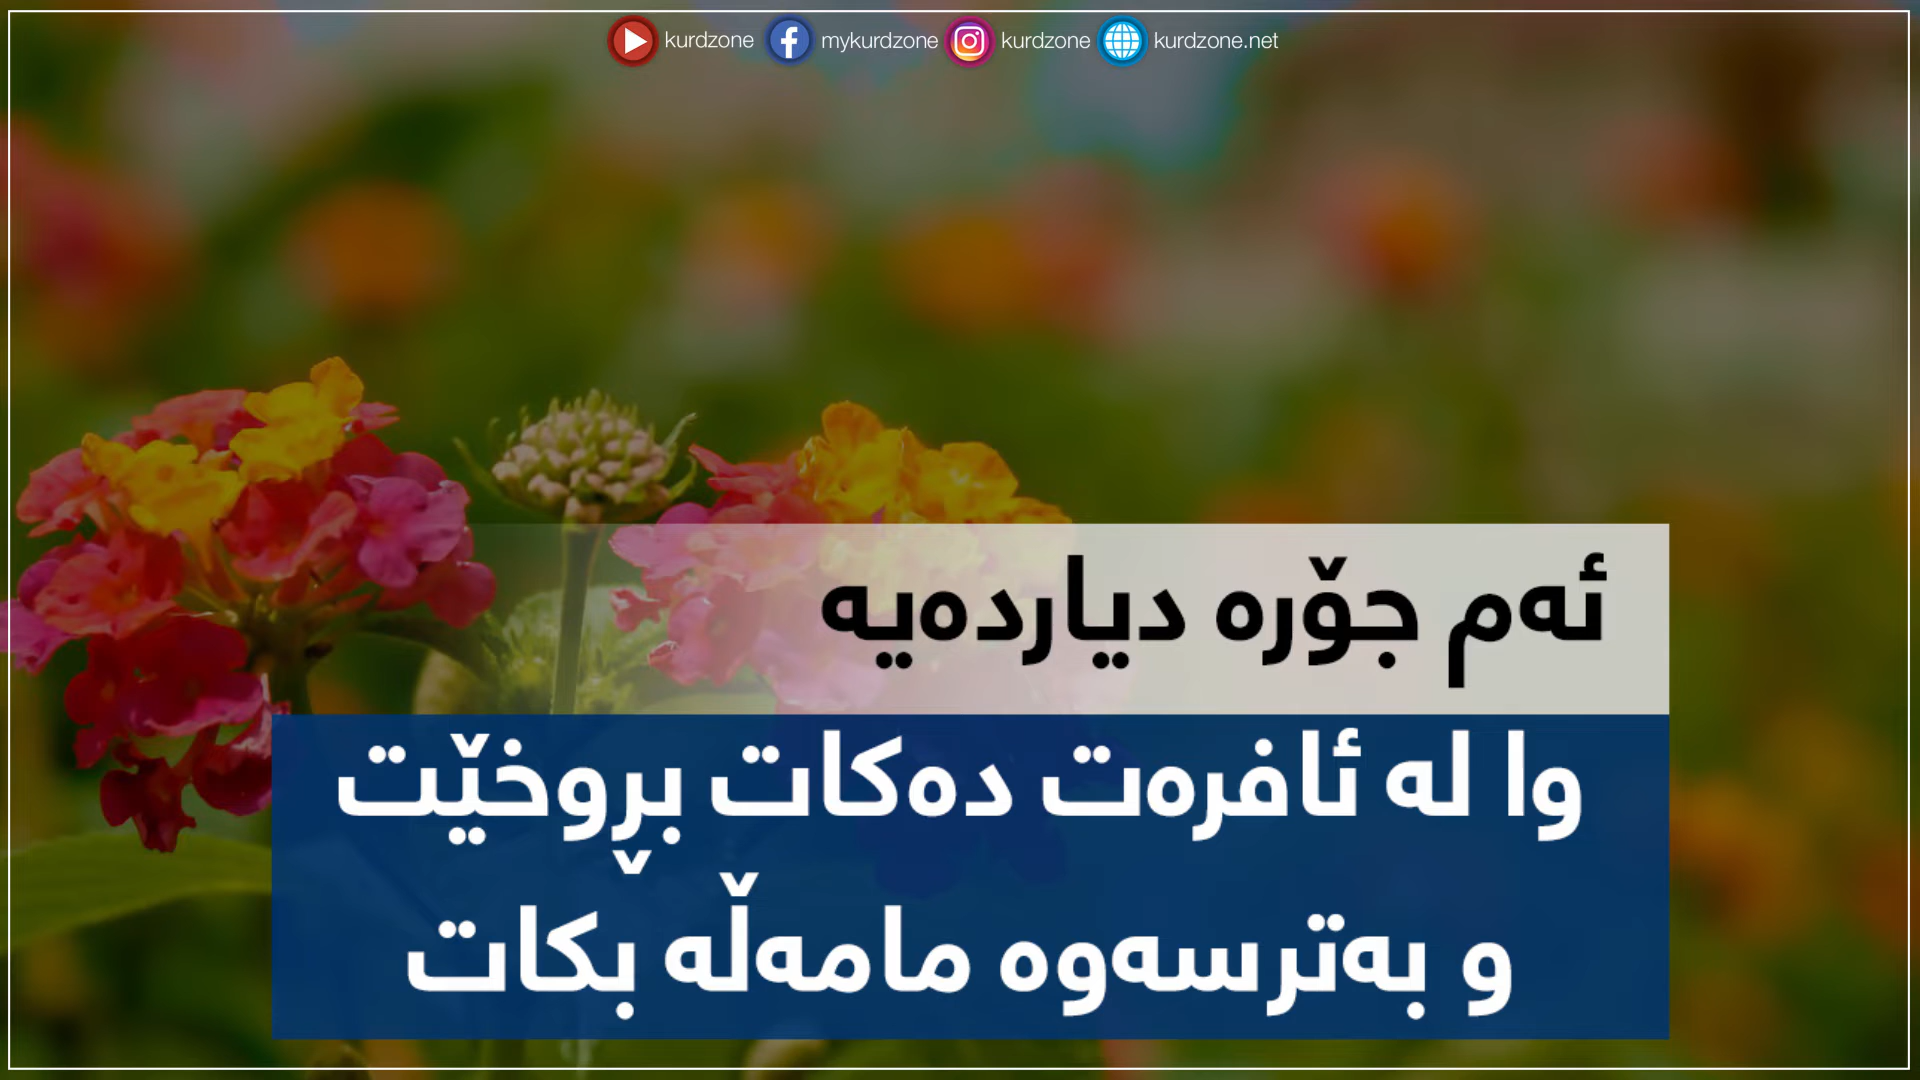 kurdzone mykurdzone kurdzone kurdzone.net
ئەم جۆرە دیاردەیە
وا لە ئافرەت دەکات بڕوخێت
و بەترسەوە مامەڵە بکات